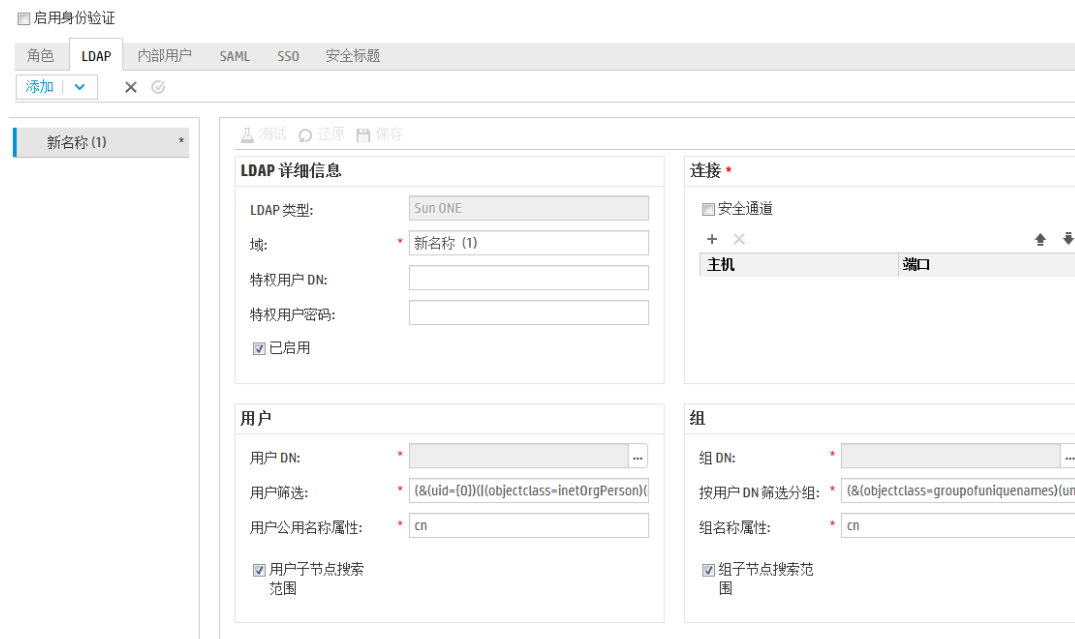 启用身份验证
角色 LDAP 内部用户 SAML SSO 安全标题
添加
新名称 (1) *
测试 还原 保存
LDAP 详细信息
LDAP 类型: Sun ONE
域: * 新名称 (1)
特权用户 DN:
特权用户密码:
已启用
连接 *
安全通道
主机 端口
用户
用户 DN: * ...
用户筛选: * (&(uid={0})(|(objectclass=inetOrgPerson)(
用户公用名称属性: * cn
用户子节点搜索
范围
组
组 DN: * ...
按用户 DN 筛选分组: * (&(objectclass=groupofuniquenames)(un
组名称属性: * cn
组子节点搜索范
围